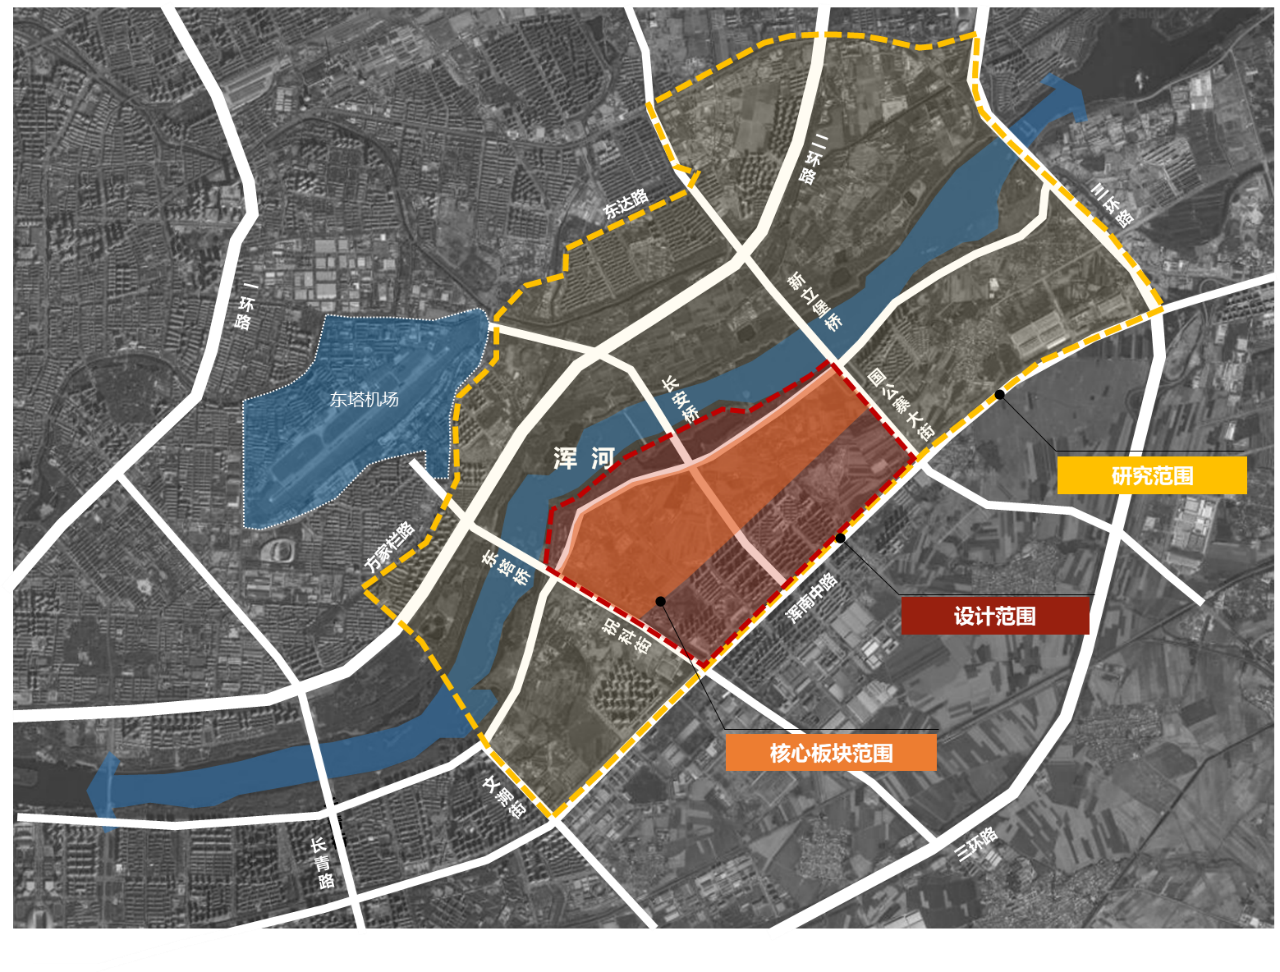 二环路
三环路
东达路
新立堡桥
一环路
长安桥
国公寨大街
东塔机场
浑河
研究范围
方家栏路
东塔桥
浑南中路
设计范围
祝科街
核心板块范围
文溯街
长青路
三环路